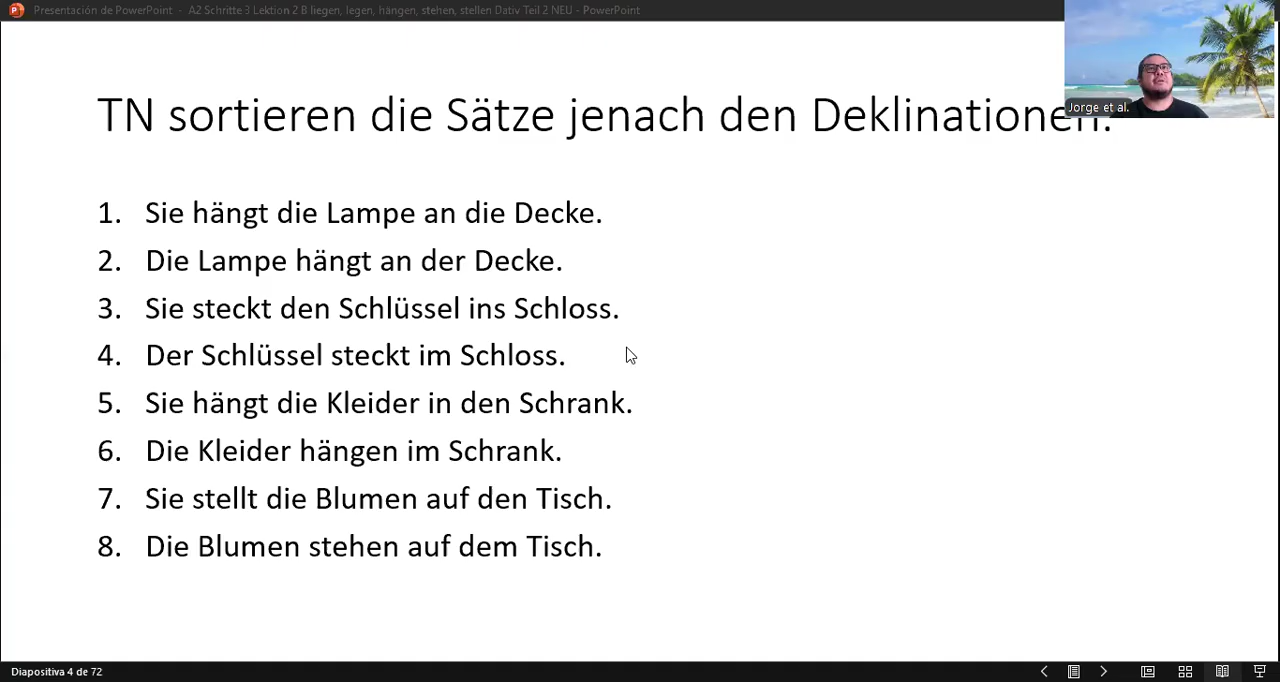 Presentación de PowerPoint - A2 Schritte 3 Lektion 2 B liegen, legen, hängen, stehen, stellen Dativ Teil 2 NEU - PowerPoint
Jorge et al.
TN sortieren die Sätze jenach den Deklinationen.
1. Sie hängt die Lampe an die Decke.
2. Die Lampe hängt an der Decke.
3. Sie steckt den Schlüssel ins Schloss.
4. Der Schlüssel steckt im Schloss.
5. Sie hängt die Kleider in den Schrank.
6. Die Kleider hängen im Schrank.
7. Sie stellt die Blumen auf den Tisch.
8. Die Blumen stehen auf dem Tisch.
Diapositiva 4 de 72